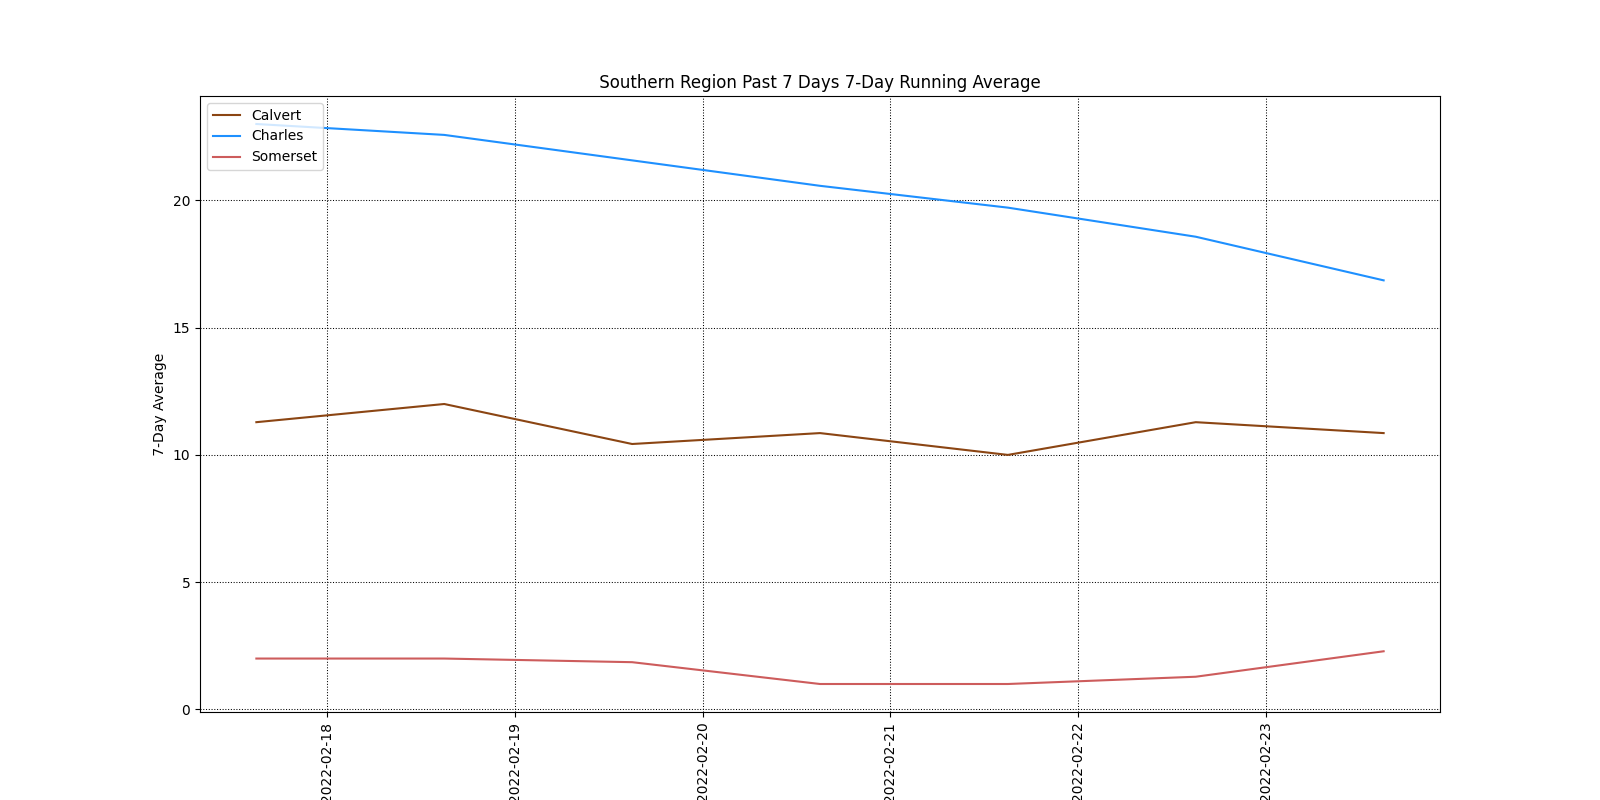 Southern Region Past 7 Days 7-Day Running Average
Calvert
Charles
Somerset
7-Day Average
20
15
10
5
0
2022-02-18
2022-02-19
2022-02-20
2022-02-21
2022-02-22
2022-02-23